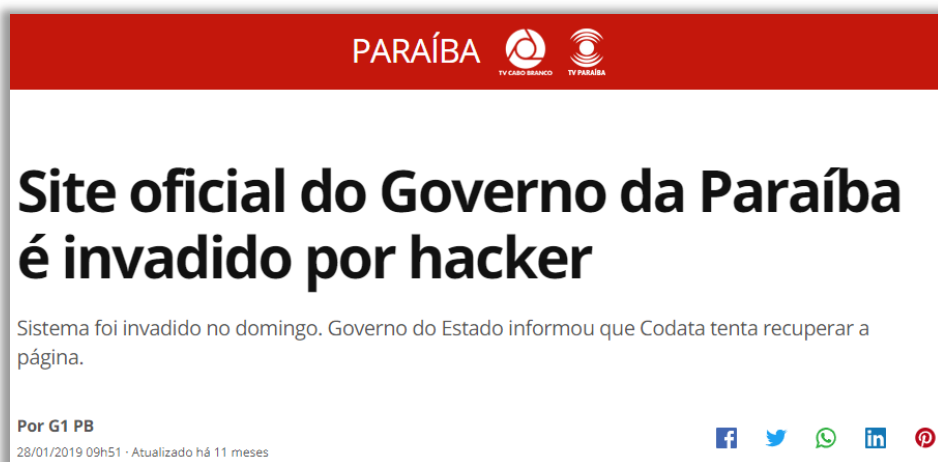 PARAÍBA
TV CABO BRANCO
TV PARAÍBA
Site oficial do Governo da Paraíba
é invadido por hacker
Sistema foi invadido no domingo. Governo do Estado informou que Codata tenta recuperar a
página.
Por G1 PB
28/01/2019 09h51 · Atualizado há 11 meses